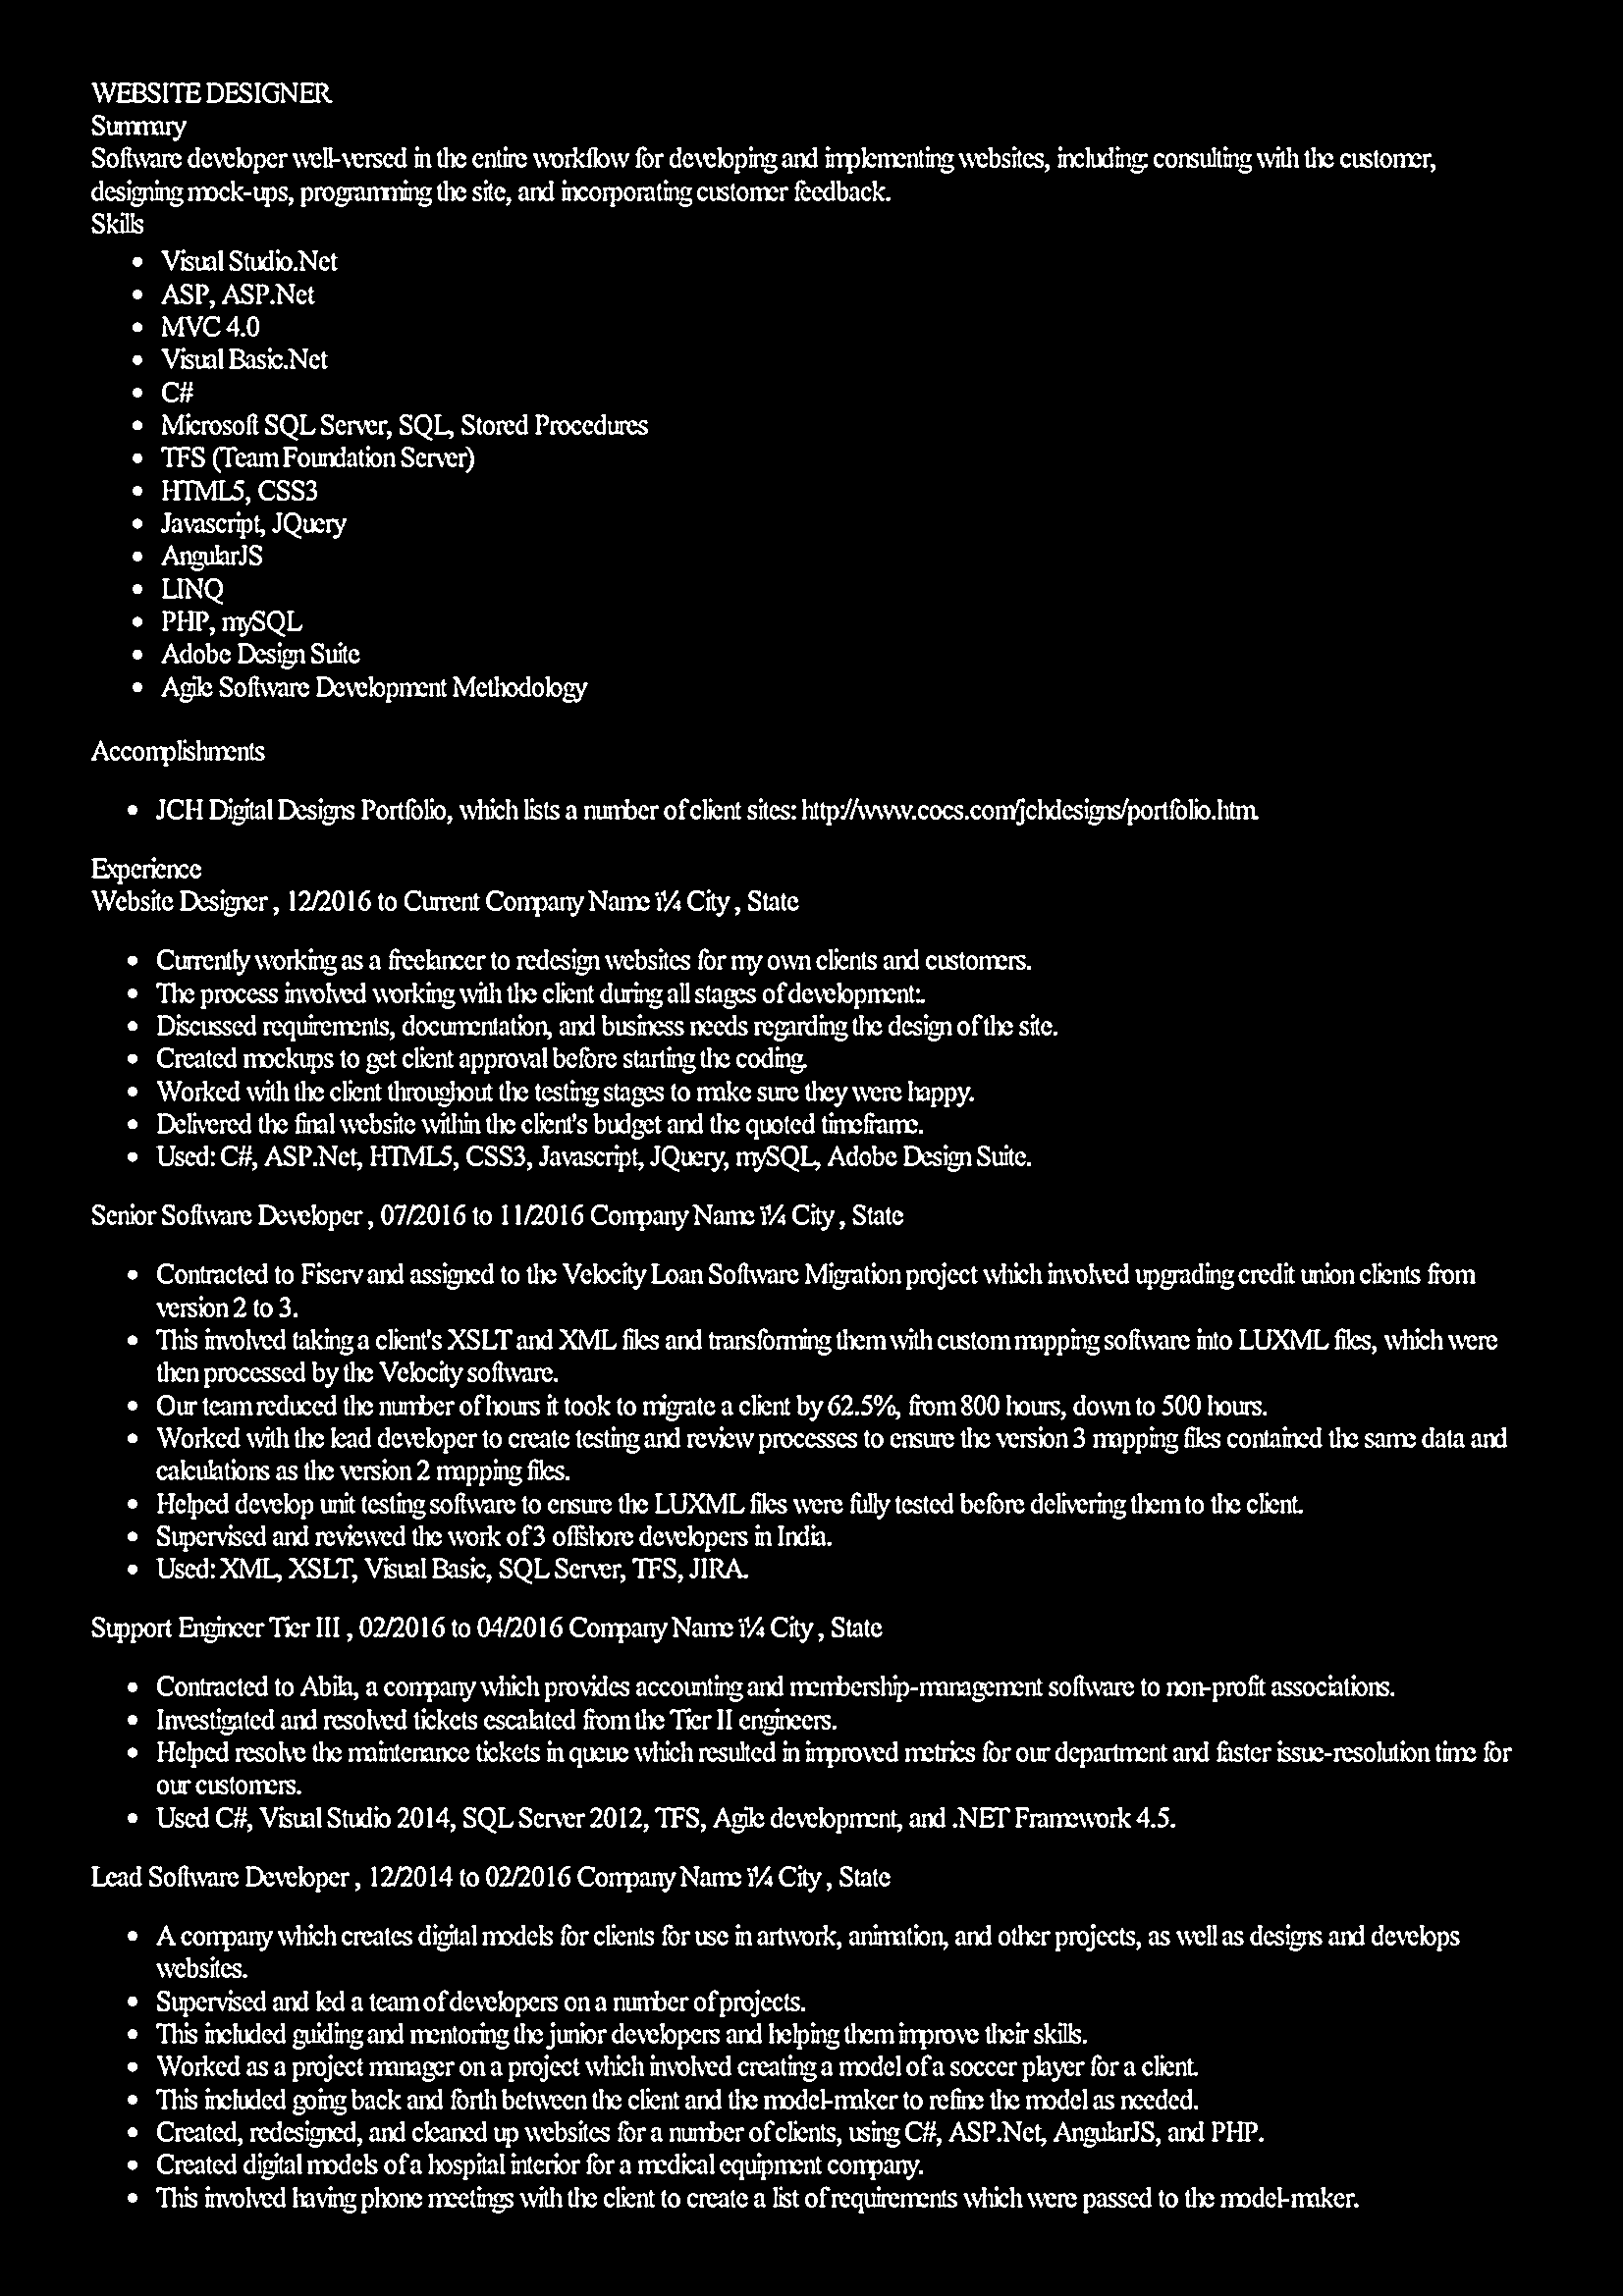 WEBSITE DESIGNER
Summary
Software developer well-versed in the entire workflow for developing and implementing websites, including: consulting with the customer,
designing mock-ups, programming the site, and incorporating customer feedback.
Skills
• Visual Studio.Net
• ASP, ASP.Net
• MVC 4.0
• Visual Basic.Net
• C#
• Microsoft SQL Server, SQL, Stored Procedures
• TFS (Team Foundation Server)
• HTML5, CSS3
• Javascript, JQuery
• AngularJS
• LINQ
• PHP, mySQL
• Adobe Design Suite
• Agile Software Development Methodology
Accomplishments
• JCH Digital Designs Portfolio, which lists a number of client sites: http://www.cocs.com/jchdesigns/portfolio.htm.
Experience
Website Designer , 12/2016 to Current Company Name ï¼ City , State
• Currently working as a freelancer to redesign websites for my own clients and customers.
• The process involved working with the client during all stages of development:.
• Discussed requirements, documentation, and business needs regarding the design of the site.
• Created mockups to get client approval before starting the coding.
• Worked with the client throughout the testing stages to make sure they were happy.
• Delivered the final website within the client's budget and the quoted timeframe.
• Used: C#, ASP.Net, HTML5, CSS3, Javascript, JQuery, mySQL, Adobe Design Suite.
Senior Software Developer , 07/2016 to 11/2016 Company Name ï¼ City , State
• Contracted to Fiserv and assigned to the Velocity Loan Software Migration project which involved upgrading credit union clients from
version 2 to 3.
• This involved taking a client's XSLT and XML files and transforming them with custom mapping software into LUXML files, which were
then processed by the Velocity software.
• Our team reduced the number of hours it took to migrate a client by 62.5%, from 800 hours, down to 500 hours.
• Worked with the lead developer to create testing and review processes to ensure the version 3 mapping files contained the same data and
calculations as the version 2 mapping files.
• Helped develop unit testing software to ensure the LUXML files were fully tested before delivering them to the client.
• Supervised and reviewed the work of 3 offshore developers in India.
• Used: XML, XSLT, Visual Basic, SQL Server, TFS, JIRA.
Support Engineer Tier III , 02/2016 to 04/2016 Company Name ï¼ City , State
• Contracted to Abila, a company which provides accounting and membership-management software to non-profit associations.
• Investigated and resolved tickets escalated from the Tier II engineers.
• Helped resolve the maintenance tickets in queue which resulted in improved metrics for our department and faster issue-resolution time for
our customers.
• Used C#, Visual Studio 2014, SQL Server 2012, TFS, Agile development, and .NET Framework 4.5.
Lead Software Developer , 12/2014 to 02/2016 Company Name ï¼ City , State
• A company which creates digital models for clients for use in artwork, animation, and other projects, as well as designs and develops
websites.
• Supervised and led a team of developers on a number of projects.
• This included guiding and mentoring the junior developers and helping them improve their skills.
• Worked as a project manager on a project which involved creating a model of a soccer player for a client.
• This included going back and forth between the client and the model-maker to refine the model as needed.
• Created, redesigned, and cleaned up websites for a number of clients, using C#, ASP.Net, AngularJS, and PHP.
• Created digital models of a hospital interior for a medical equipment company.
• This involved having phone meetings with the client to create a list of requirements which were passed to the model-maker.